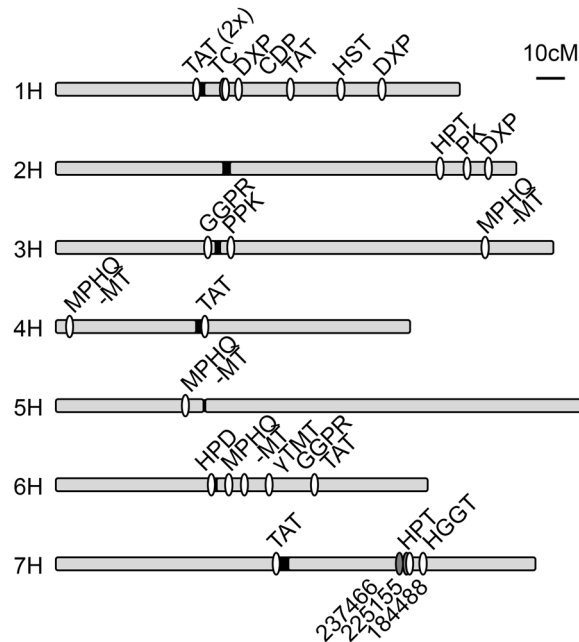 10cM
1H
TAT (2x)
TC
DXP
CDP
TAT
HST
DXP
2H
HPT
PK
DXP
3H
GGPR
PPK
MPHQ
-MT
4H
MPHQ
-MT
TAT
5H
MPHQ
-MT
6H
HPD
MPHQ
-MT
γTMT
GGPR
TAT
7H
TAT
HPT
HGGT
237466
225155
184488